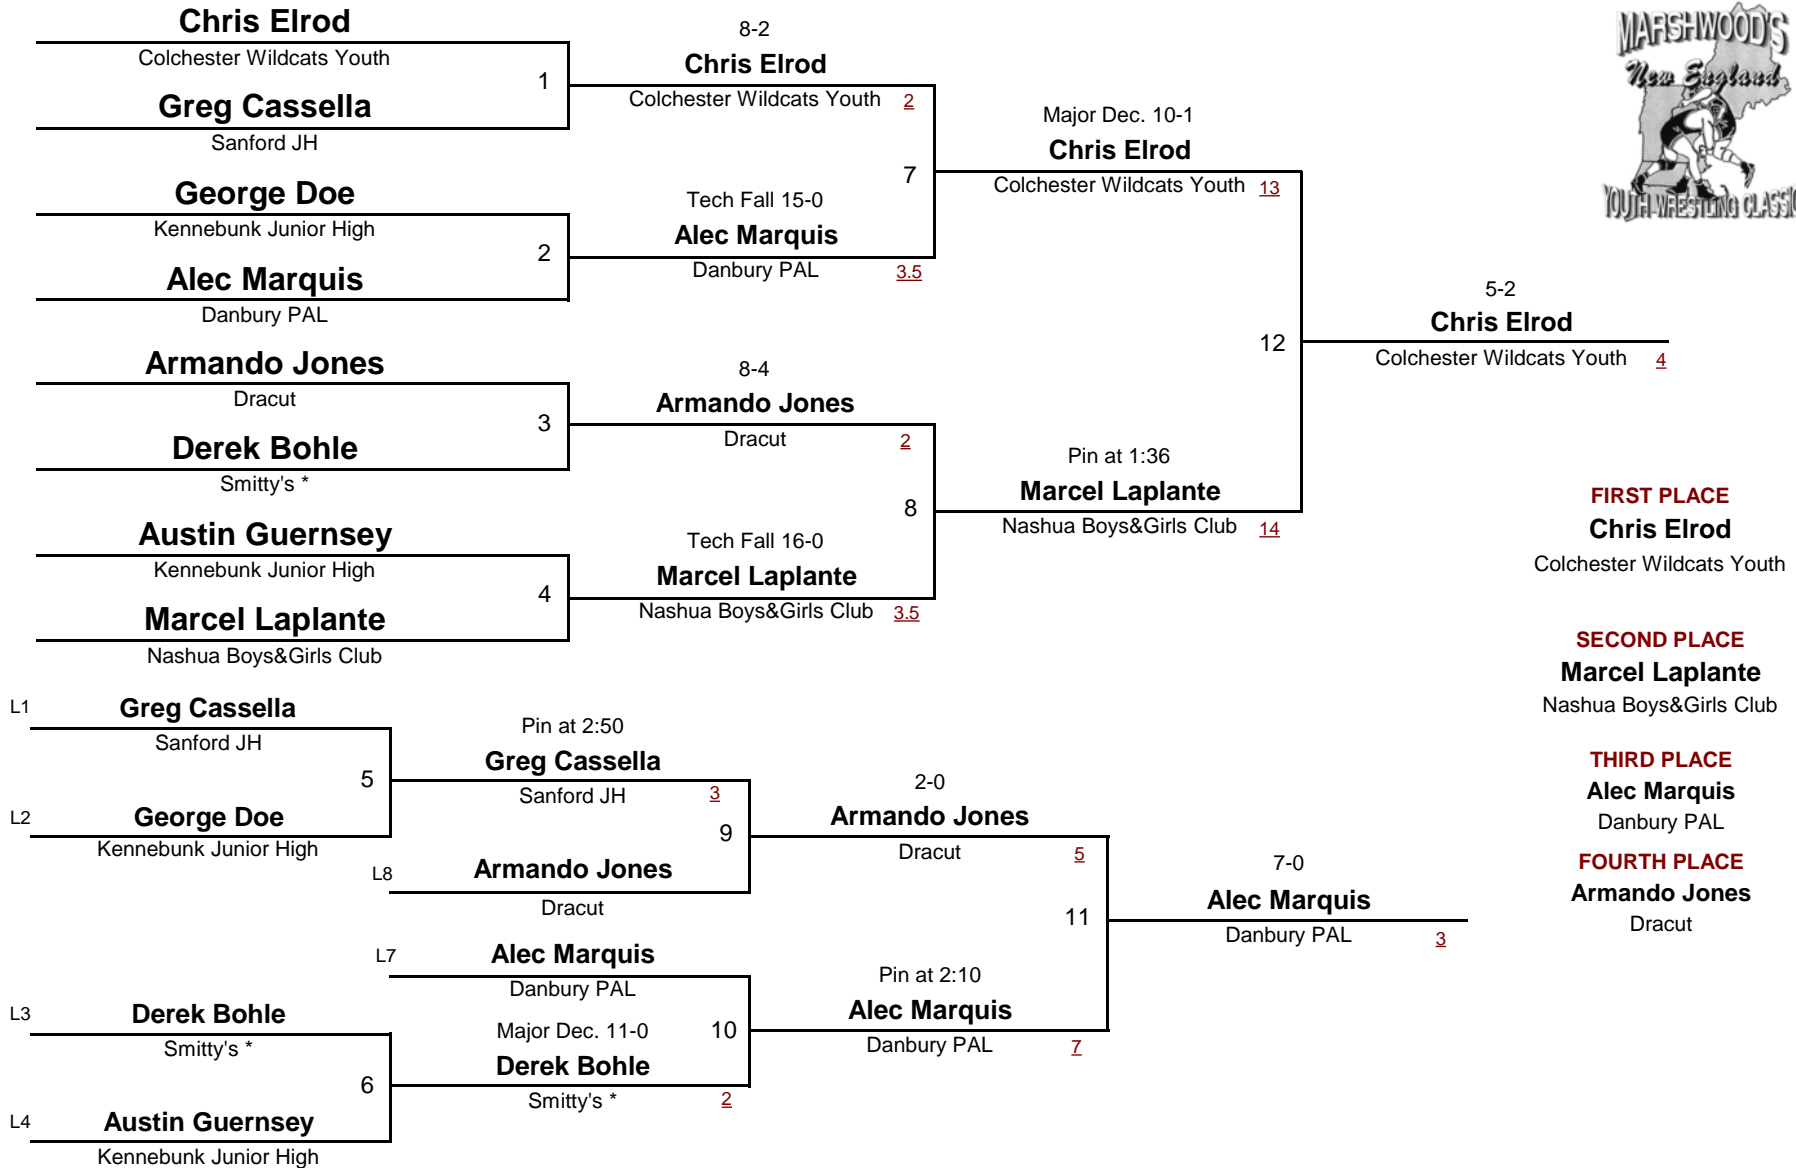 Chris Elrod
Colchester Wildcats Youth
1
Greg Cassella
Sanford JH
George Doe
Kennebunk Junior High
2
Alec Marquis
Danbury PAL
Armando Jones
Dracut
3
Derek Bohle
Smitty's *
Austin Guernsey
Kennebunk Junior High
4
Marcel Laplante
Nashua Boys&Girls Club
8-2
Chris Elrod
Colchester Wildcats Youth 2
7
Tech Fall 15-0
Alec Marquis
Danbury PAL 3.5
8-4
Armando Jones
Dracut 2
8
Tech Fall 16-0
Marcel Laplante
Nashua Boys&Girls Club 3.5
Major Dec. 10-1
Chris Elrod
Colchester Wildcats Youth 13
12
Pin at 1:36
Marcel Laplante
Nashua Boys&Girls Club 14
5-2
Chris Elrod
Colchester Wildcats Youth 4
MARSHWOOD'S
New England
YOUTH WRESTLING CLASSIC
FIRST PLACE
Chris Elrod
Colchester Wildcats Youth
SECOND PLACE
Marcel Laplante
Nashua Boys&Girls Club
THIRD PLACE
Alec Marquis
Danbury PAL
FOURTH PLACE
Armando Jones
Dracut
L1 Greg Cassella
Sanford JH
5
L2 George Doe
Kennebunk Junior High
L3 Derek Bohle
Smitty's *
6
L4 Austin Guernsey
Kennebunk Junior High
Pin at 2:50
Greg Cassella
Sanford JH 3
9
L8 Armando Jones
Dracut
L7 Alec Marquis
Danbury PAL
Major Dec. 11-0 10
Derek Bohle
Smitty's * 2
2-0
Armando Jones
Dracut 5
11
Pin at 2:10
Alec Marquis
Danbury PAL 7
7-0
Alec Marquis
Danbury PAL 3